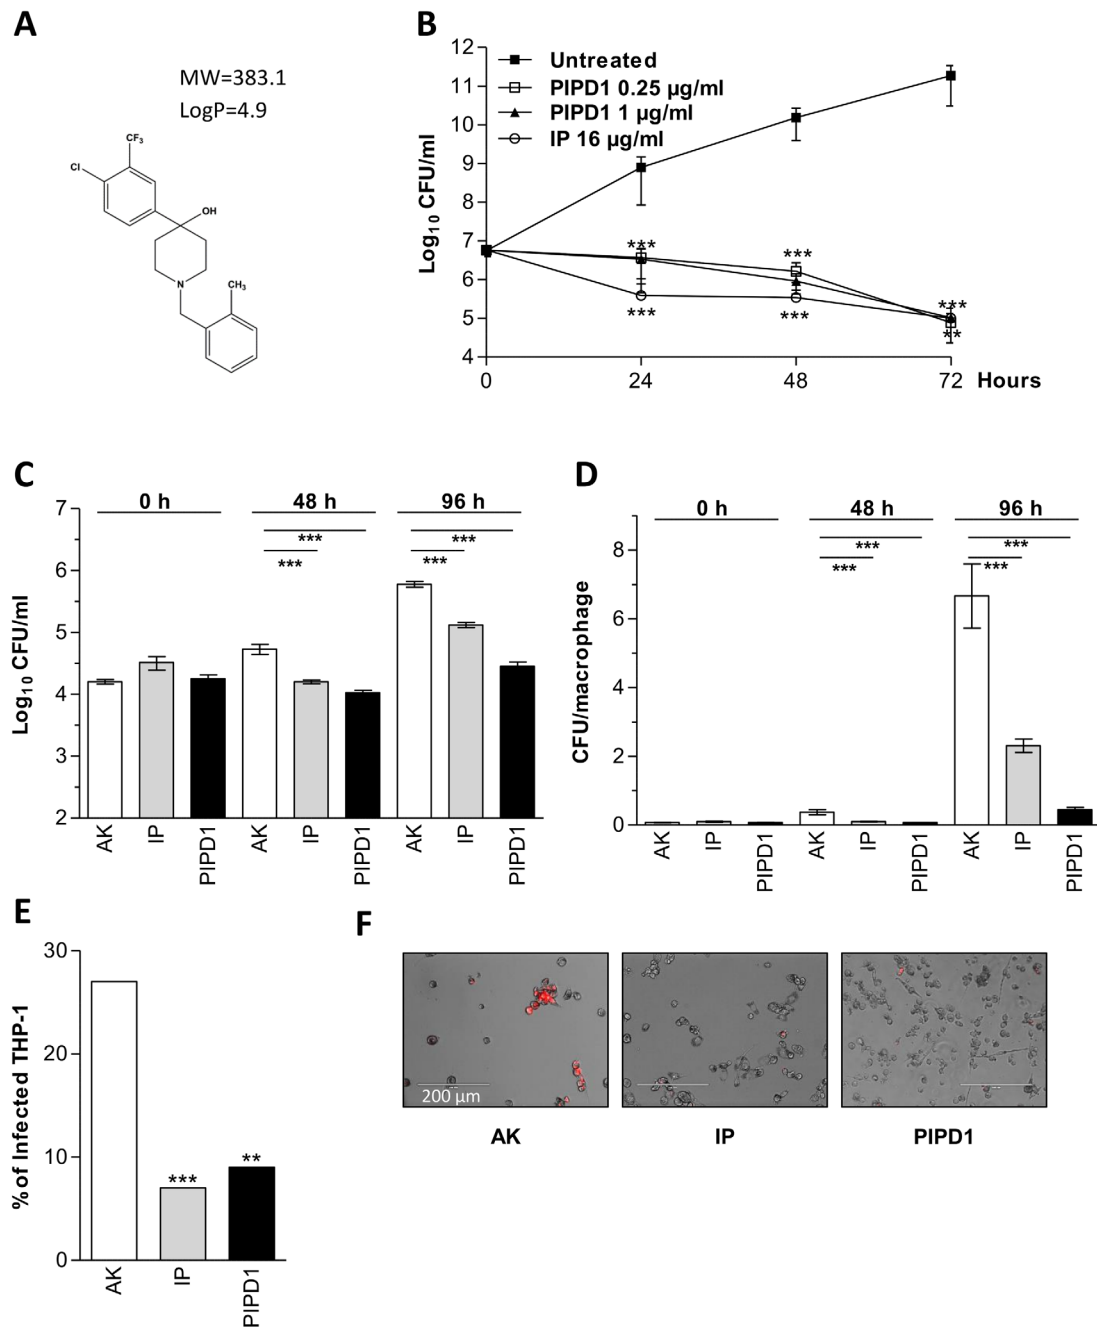 A
MW=383.1
LogP=4.9
CF3
Cl
OH
N
CH3
B
Log10 CFU/ml
12
11
10
9
8
7
6
5
4
Untreated
PIPD1 0.25 µg/ml
PIPD1 1 µg/ml
IP 16 µg/ml
***
***
***
***
***
**
0 24 48 72 Hours
C
Log10 CFU/ml
7
6
5
4
3
2
0 h 48 h 96 h
*** ***
*** ***
AK IP PIPD1 AK IP PIPD1 AK IP PIPD1
D
CFU/macrophage
8
6
4
2
0
0 h 48 h 96 h
*** ***
*** ***
AK IP PIPD1 AK IP PIPD1 AK IP PIPD1
E
% of Infected THP-1
30
20
10
0
*** **
AK IP PIPD1
F
200 µm
AK IP PIPD1